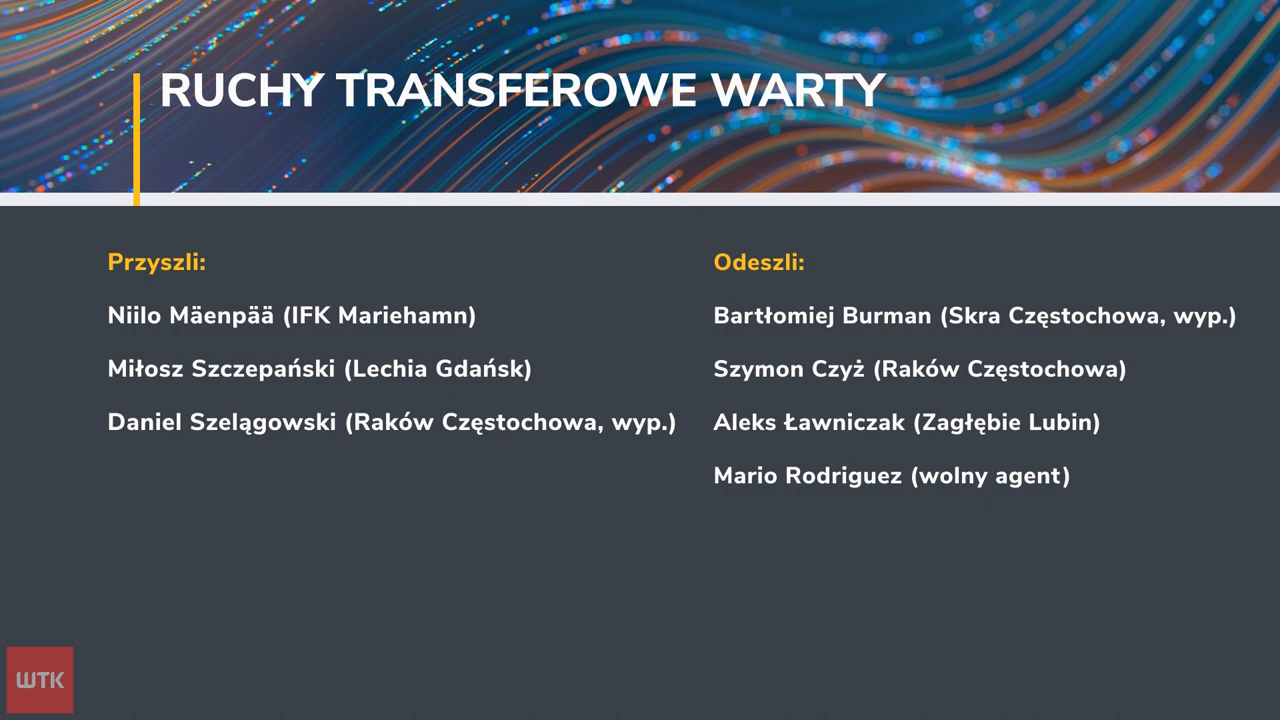 RUCHY TRANSFEROWE WARTY
Przyszli:
Niilo Mäenpää (IFK Mariehamn)
Miłosz Szczepański (Lechia Gdańsk)
Daniel Szelągowski (Raków Częstochowa, wyp.)
Odeszli:
Bartłomiej Burman (Skra Częstochowa, wyp.)
Szymon Czyż (Raków Częstochowa)
Aleks Ławniczak (Zagłębie Lubin)
Mario Rodriguez (wolny agent)
WTK